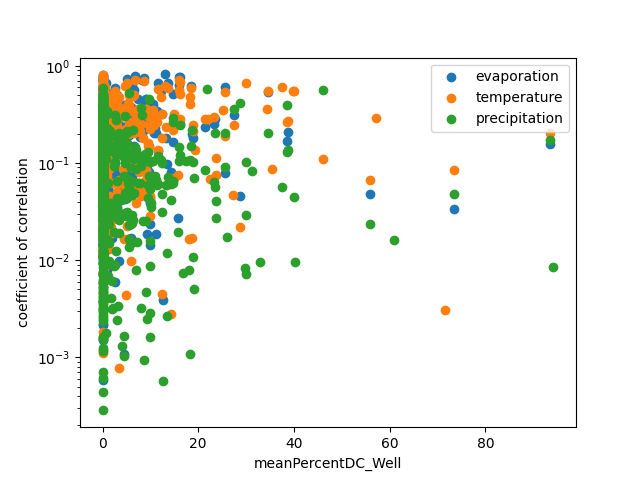 evaporation
temperature
precipitation
10⁰
10⁻¹
10⁻²
10⁻³
coefficient of correlation
0 20 40 60 80
meanPercentDC_Well